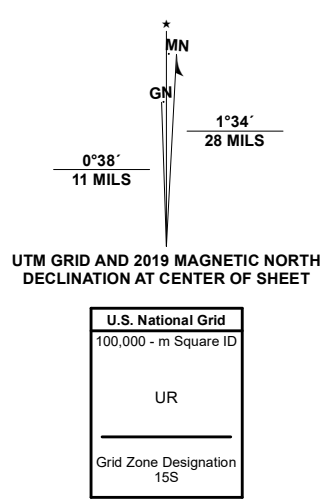 ★
MN
GN
1°34´
28 MILS
0°38´
11 MILS
UTM GRID AND 2019 MAGNETIC NORTH
DECLINATION AT CENTER OF SHEET
U.S. National Grid
100,000 - m Square ID
UR
Grid Zone Designation
15S